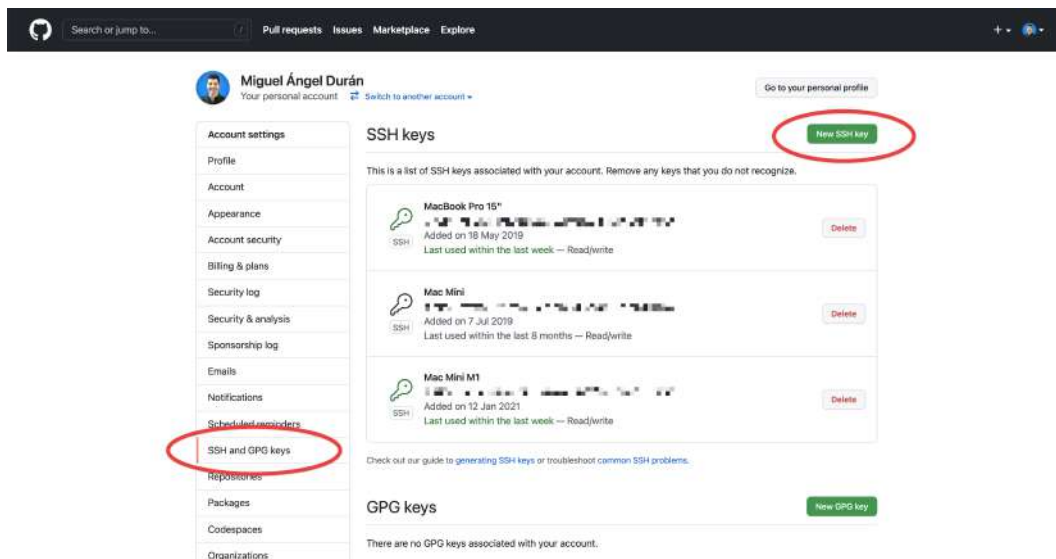 Search or jump to... /
Pull requests Issues Marketplace Explore
Miguel Ángel Durán
Your personal account Switch to another account
Go to your personal profile
Account settings
Profile
Account
Appearance
Account security
Billing & plans
Security log
Security & analysis
Sponsorship log
Emails
Notifications
Scheduled reminders
SSH and GPG keys
Repositories
Packages
Codespaces
Organizations
SSH keys
New SSH key
This is a list of SSH keys associated with your account. Remove any keys that you do not recognize.
MacBook Pro 15"
SSH
Added on 18 May 2019
Last used within the last week — Read/write
Delete
Mac Mini
SSH
Added on 7 Jul 2019
Last used within the last 8 months — Read/write
Delete
Mac Mini M1
SSH
Added on 12 Jan 2021
Last used within the last week — Read/write
Delete
Check out our guide to generating SSH keys or troubleshoot common SSH problems.
GPG keys
New GPG key
There are no GPG keys associated with your account.